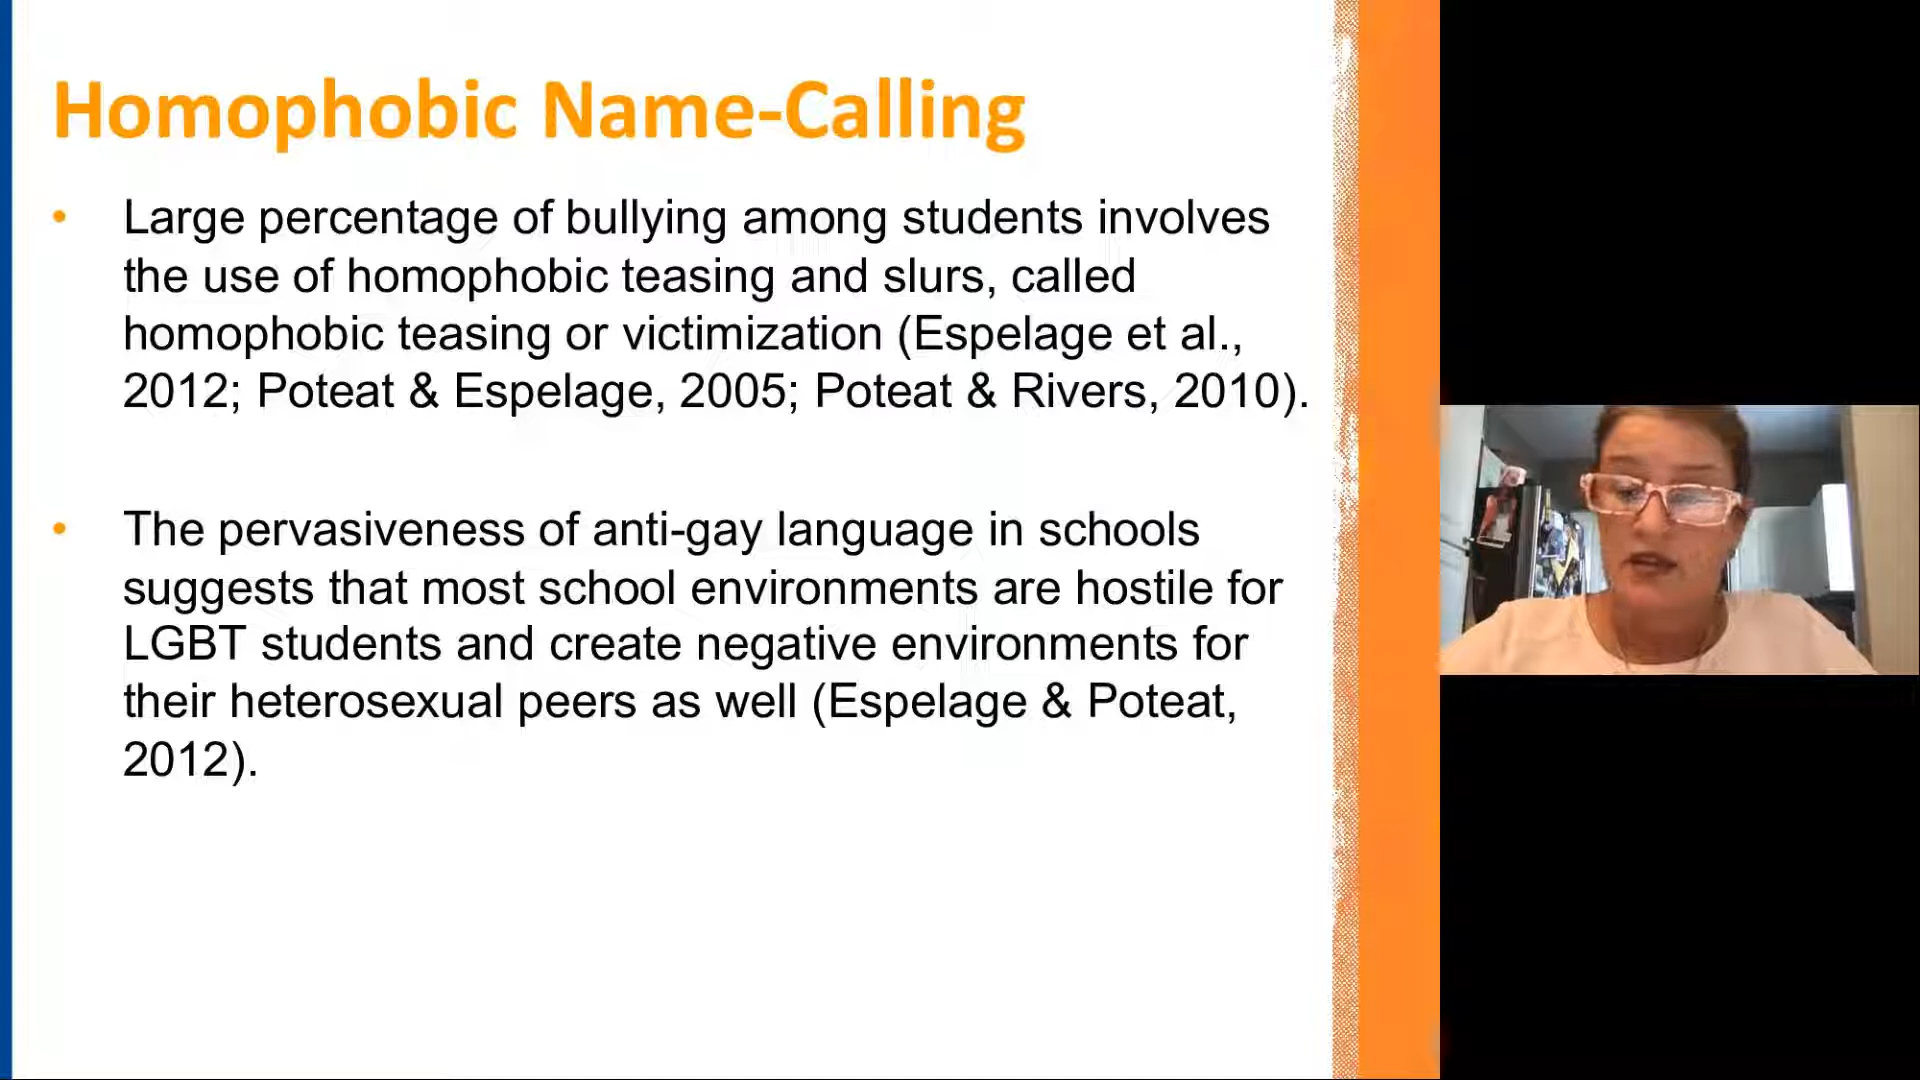 Homophobic Name-Calling
• Large percentage of bullying among students involves
the use of homophobic teasing and slurs, called
homophobic teasing or victimization (Espelage et al.,
2012; Poteat & Espelage, 2005; Poteat & Rivers, 2010).
• The pervasiveness of anti-gay language in schools
suggests that most school environments are hostile for
LGBT students and create negative environments for
their heterosexual peers as well (Espelage & Poteat,
2012).